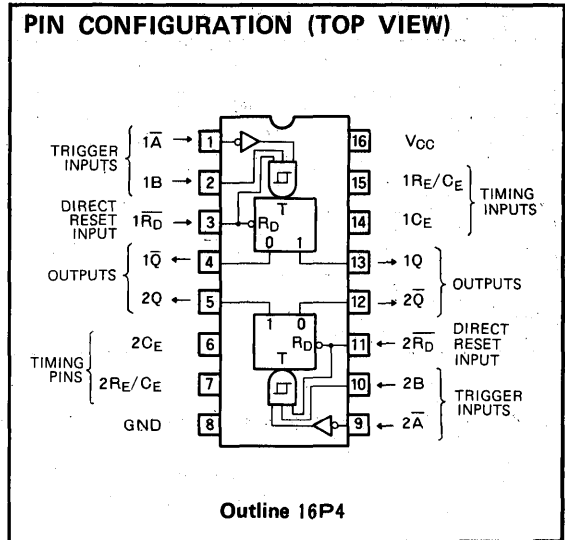 PIN CONFIGURATION (TOP VIEW)
TRIGGER
INPUTS
1A̅ → 1
1B → 2
DIRECT
RESET
INPUT
1R̅D̅ → 3
OUTPUTS
1Q̅ ← 4
2Q ← 5
TIMING
PINS
2CE 6
2RE/CE 7
GND 8
T
RD
0 1
1 0
RD
T
16 VCC
15 1RE/CE
14 1CE
TIMING
INPUTS
13 → 1Q
12 → 2Q̅
OUTPUTS
11 ← 2R̅D̅
DIRECT
RESET
INPUT
10 ← 2B
9 ← 2A̅
TRIGGER
INPUTS
Outline 16P4